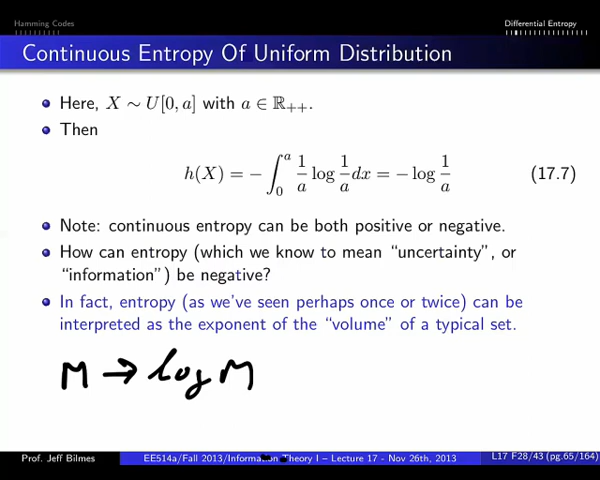 Hamming Codes
Differential Entropy
Continuous Entropy Of Uniform Distribution
Here, X ∼ U[0, a] with a ∈ ℝ₊₊.
Then
h(X) = − ∫₀ᵃ 1/a log 1/a dx = − log 1/a (17.7)
Note: continuous entropy can be both positive or negative.
How can entropy (which we know to mean “uncertainty”, or
“information”) be negative?
In fact, entropy (as we’ve seen perhaps once or twice) can be
interpreted as the exponent of the “volume” of a typical set.
M → log M
Prof. Jeff Bilmes
EE514a/Fall 2013/Information Theory I – Lecture 17 - Nov 26th, 2013
L17 F28/43 (pg.65/164)